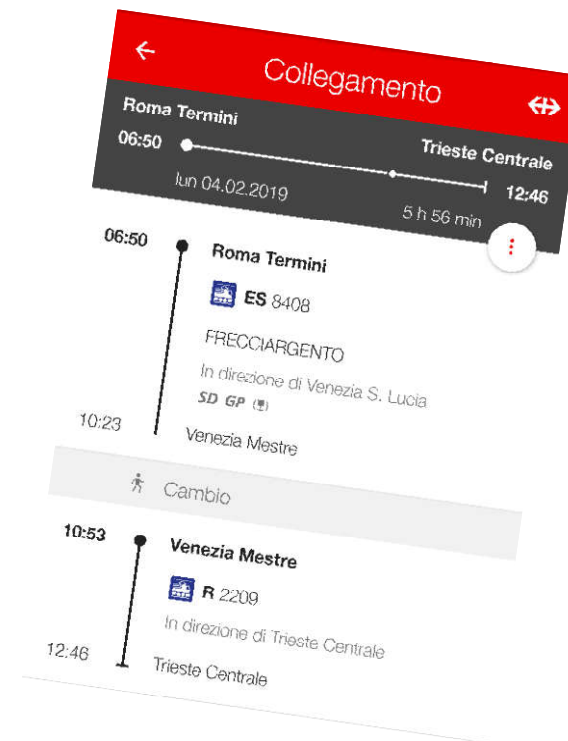 Collegamento
Roma Termini
Trieste Centrale
06:50
12:46
lun 04.02.2019
5 h 56 min
06:50 Roma Termini
ES 8408
FRECCIARGENTO
In direzione di Venezia S. Lucia
SD GP
10:23 Venezia Mestre
Cambio
10:53 Venezia Mestre
R 2209
In direzione di Trieste Centrale
12:46 Trieste Centrale